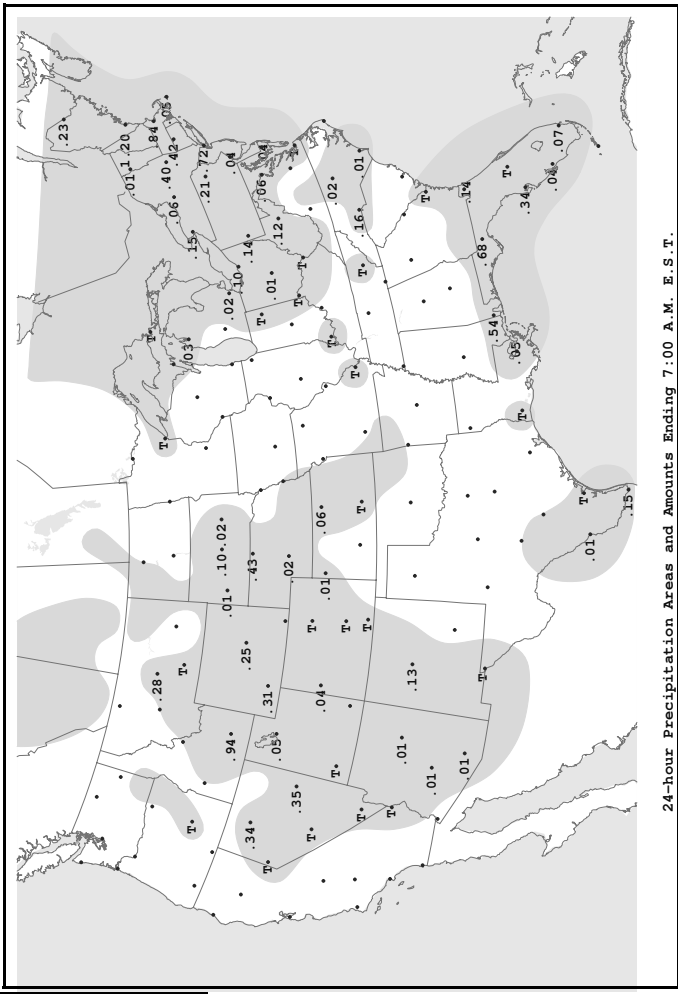 .23
.01
1.20
T
.84
.28
T
.40
.05
.42
.06
T
.03
T
.15
.72
.21
.10
.02
.01
.02
.94
.04
.10
.25
.14
.34
.43
T
.06
.04
T
.31
.01
.05
.12
.02
T
.35
T
T
T
T
.04
.06
.01
T
.02
T
T
T
.16
.01
T
T
T
T
T
.01
.13
T
.01
.01
.14
T
.68
.54
T
.05
T
.34
.04
.07
T
.01
.15
24-hour Precipitation Areas and Amounts Ending 7:00 A.M. E.S.T.